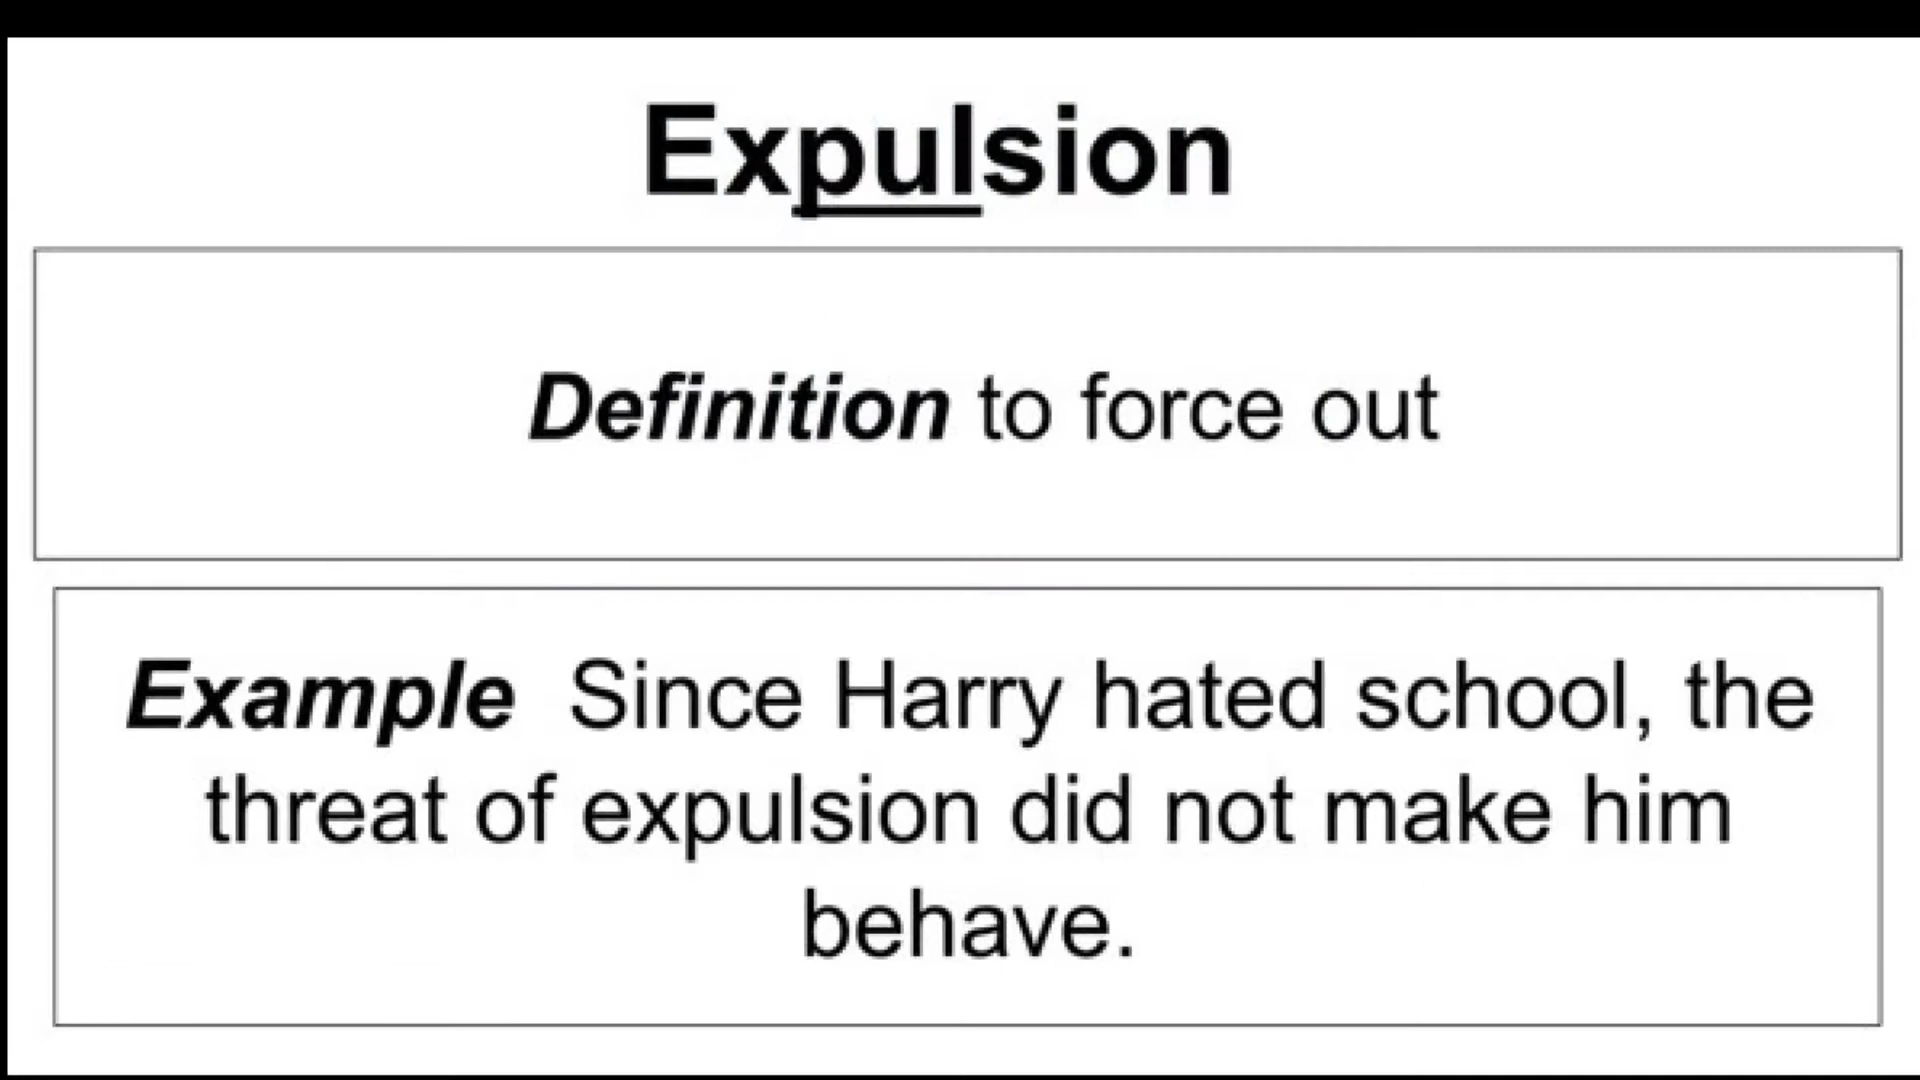 Expulsion
Definition to force out
Example Since Harry hated school, the
threat of expulsion did not make him
behave.